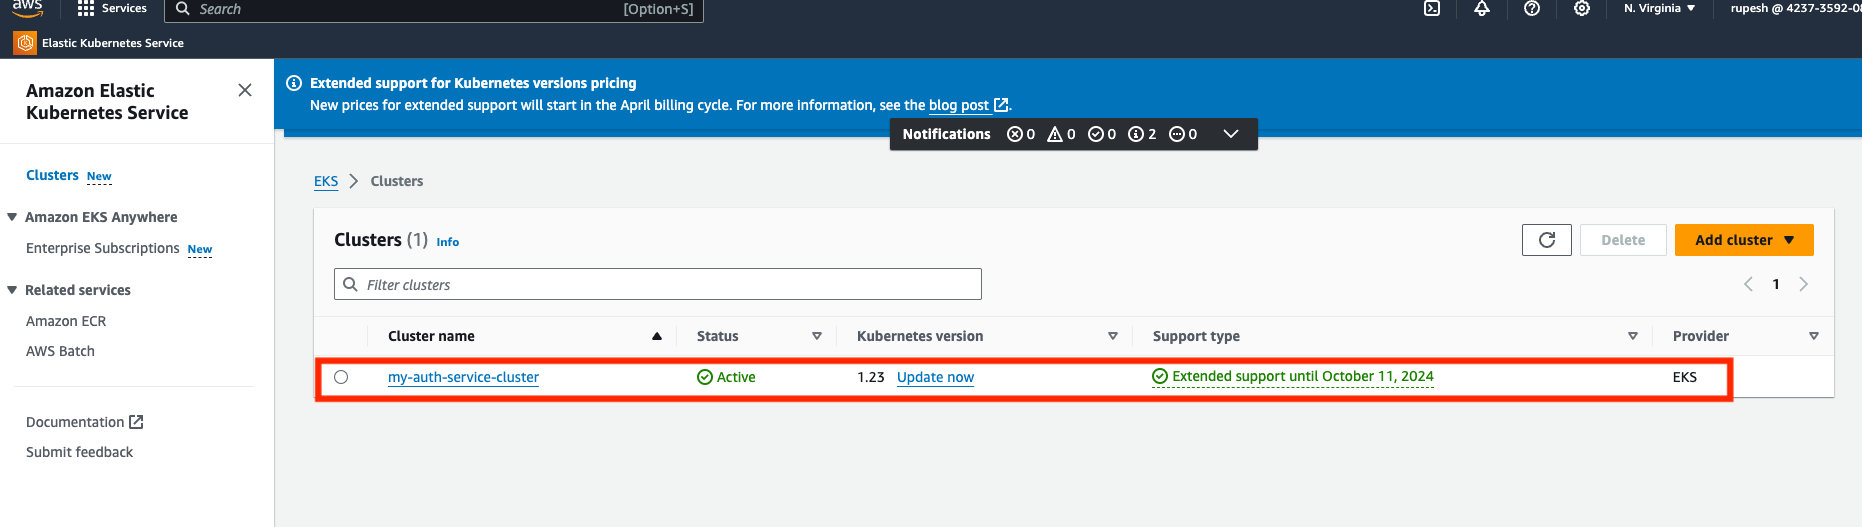 aws
Services
Search
[Option+S]
N. Virginia
rupesh @ 4237-3592-08
Elastic Kubernetes Service
Amazon Elastic
Kubernetes Service
Clusters New
Amazon EKS Anywhere
Enterprise Subscriptions New
Related services
Amazon ECR
AWS Batch
Documentation
Submit feedback
Extended support for Kubernetes versions pricing
New prices for extended support will start in the April billing cycle. For more information, see the blog post.
Notifications 0 0 0 2 0
EKS Clusters
Clusters (1) Info
Delete
Add cluster
Filter clusters
1
Cluster name Status Kubernetes version Support type Provider
my-auth-service-cluster Active 1.23 Update now Extended support until October 11, 2024 EKS